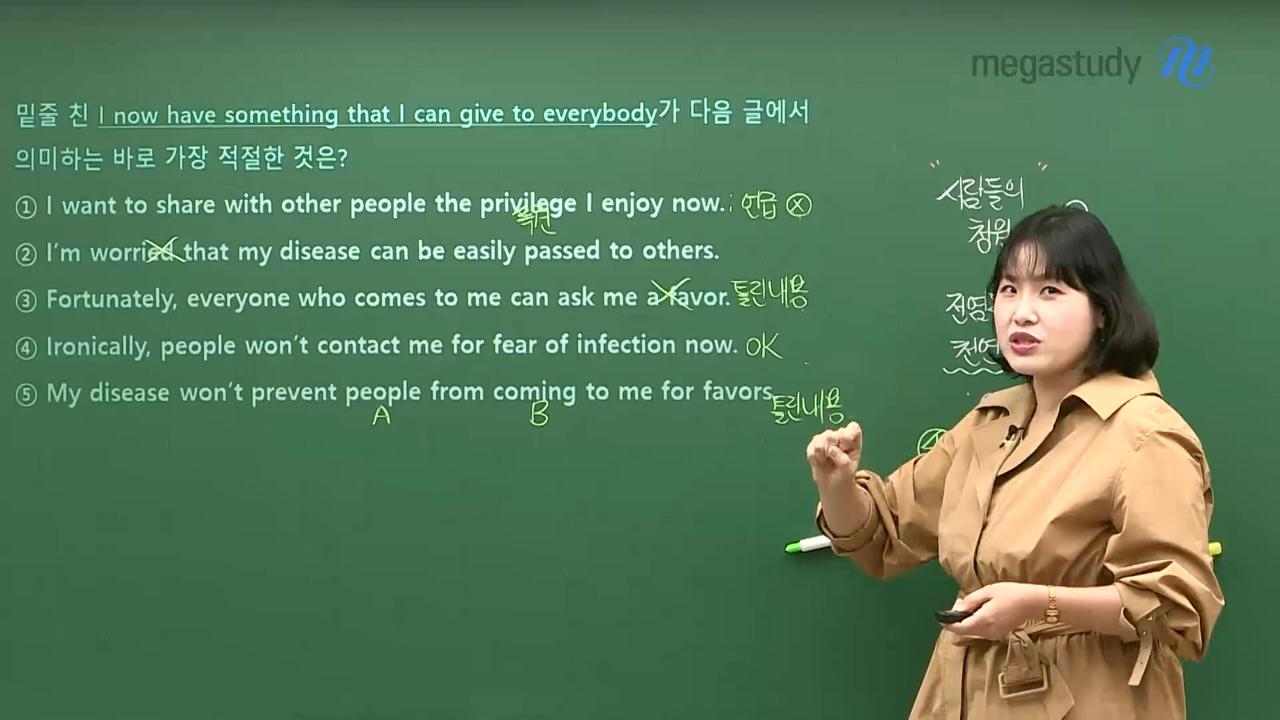 megastudy
밑줄 친 I now have something that I can give to everybody가 다음 글에서
의미하는 바로 가장 적절한 것은?
① I want to share with other people the privilege I enjoy now. : 언급 ⓧ
특권
② I'm worried that my disease can be easily passed to others.
③ Fortunately, everyone who comes to me can ask me a favor. 틀린내용
④ Ironically, people won't contact me for fear of infection now. OK
⑤ My disease won't prevent people from coming to me for favors. 틀린내용
A B
사람들의
청원
전염
전연
④